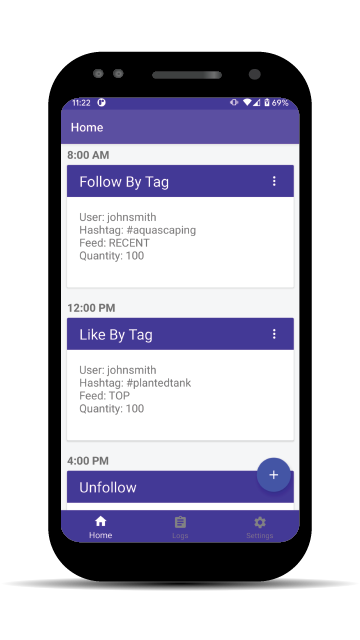 11:22 69%
Home
8:00 AM
Follow By Tag
User: johnsmith
Hashtag: #aquascaping
Feed: RECENT
Quantity: 100
12:00 PM
Like By Tag
User: johnsmith
Hashtag: #plantedtank
Feed: TOP
Quantity: 100
4:00 PM
+
Unfollow
Home Logs Settings